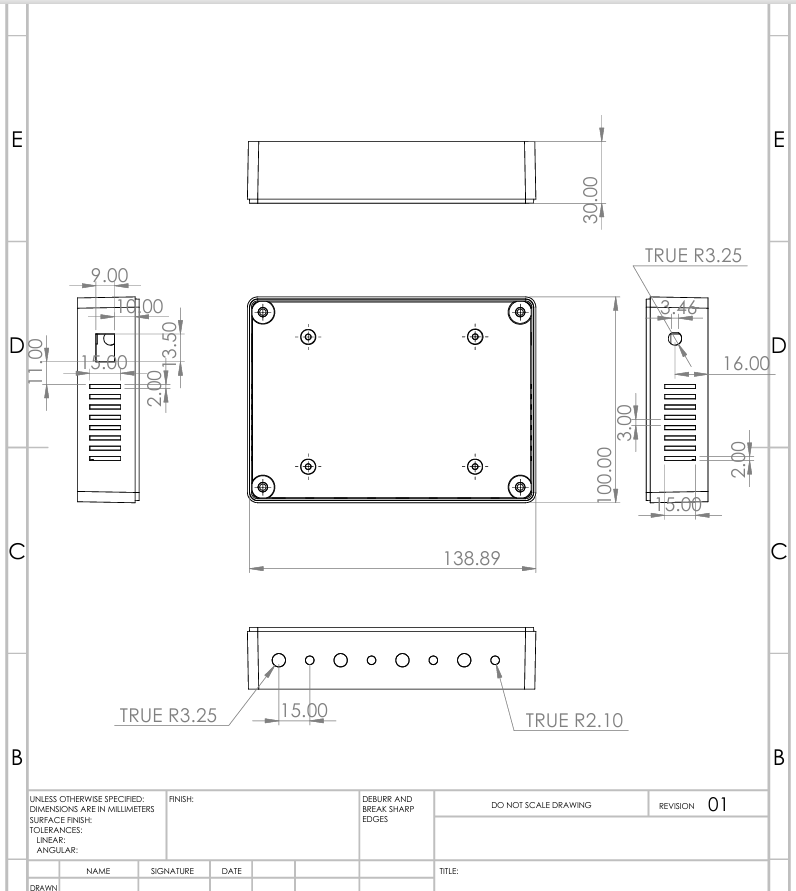 E
E
30.00
TRUE R3.25
9.00
10.00
3.46
D
11.00
15.00
13.50
2.00
D
16.00
3.00
2.00
100.00
15.00
C
138.89
C
15.00
TRUE R3.25
TRUE R2.10
B
B
UNLESS OTHERWISE SPECIFIED:
DIMENSIONS ARE IN MILLIMETERS
SURFACE FINISH:
TOLERANCES:
LINEAR:
ANGULAR:
FINISH:
DEBURR AND
BREAK SHARP
EDGES
DO NOT SCALE DRAWING
REVISION 01
NAME
SIGNATURE
DATE
TITLE:
DRAWN